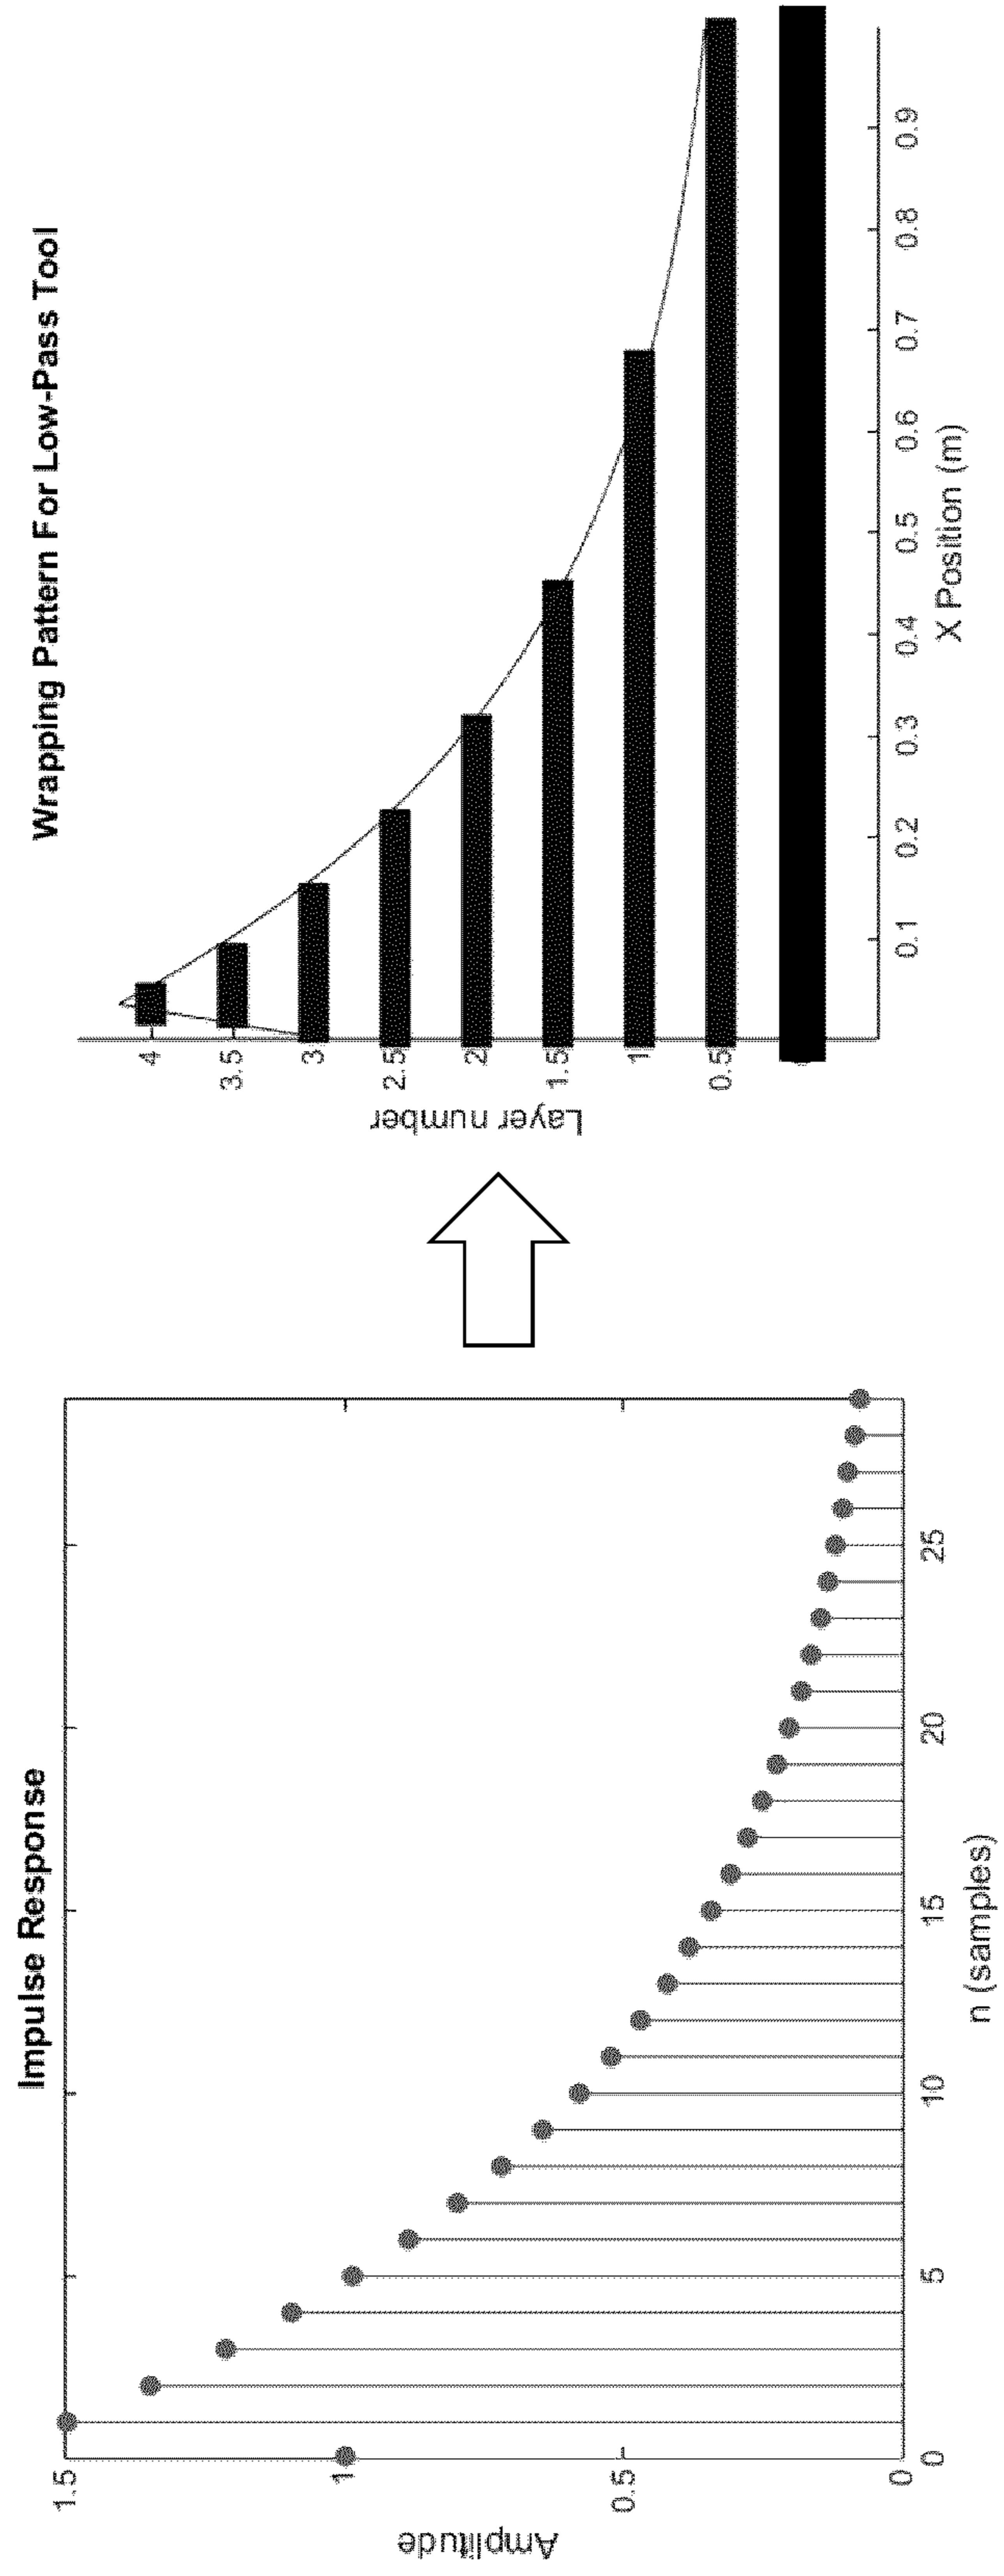 Impulse Response
Amplitude
1.5
1
0.5
0
0 5 10 15 20 25
n (samples)
Wrapping Pattern For Low-Pass Tool
Layer number
4
3.5
3
2.5
2
1.5
1
0.5
0.1 0.2 0.3 0.4 0.5 0.6 0.7 0.8 0.9
X Position (m)